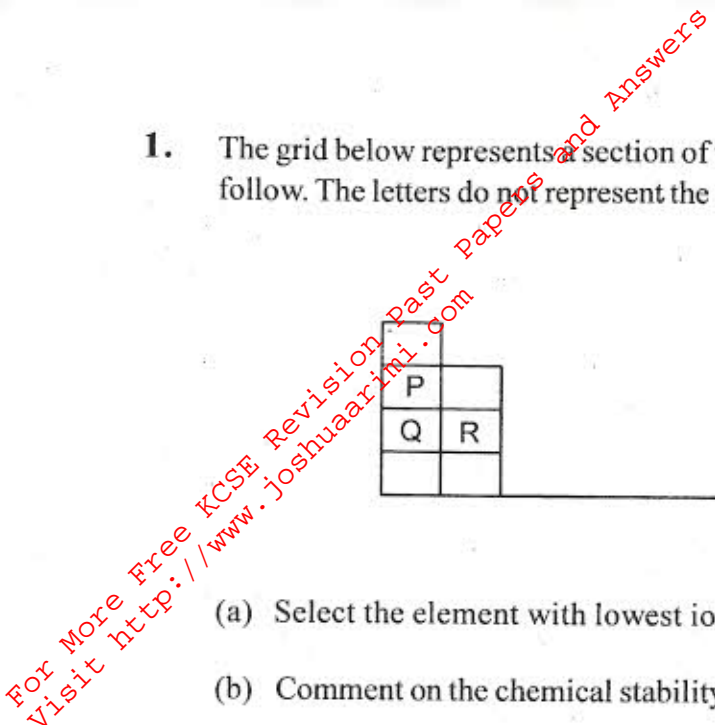 1. The grid below represents a section of
follow. The letters do not represent the
P
Q R
(a) Select the element with lowest io
(b) Comment on the chemical stability
For More Free KCSE Revision Past Papers and Answers
Visit http://www.joshuaarimi.com